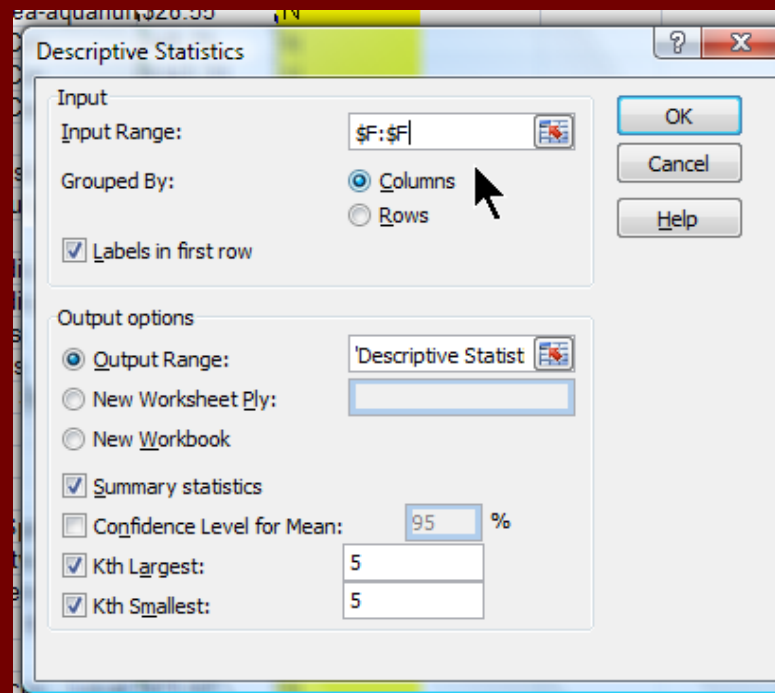 $28.55 N
Descriptive Statistics
Input
Input Range: $F:$F
OK
Cancel
Help
Grouped By: Columns
Rows
Labels in first row
Output options
Output Range: 'Descriptive Statist
New Worksheet Ply:
New Workbook
Summary statistics
Confidence Level for Mean: 95 %
Kth Largest: 5
Kth Smallest: 5